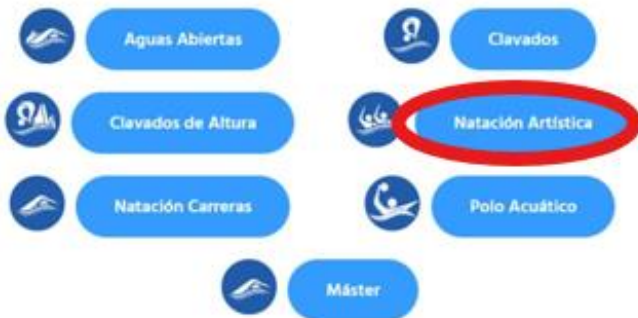 Aguas Abiertas
Clavados
Clavados de Altura
Natación Artística
Natación Carreras
Polo Acuático
Máster